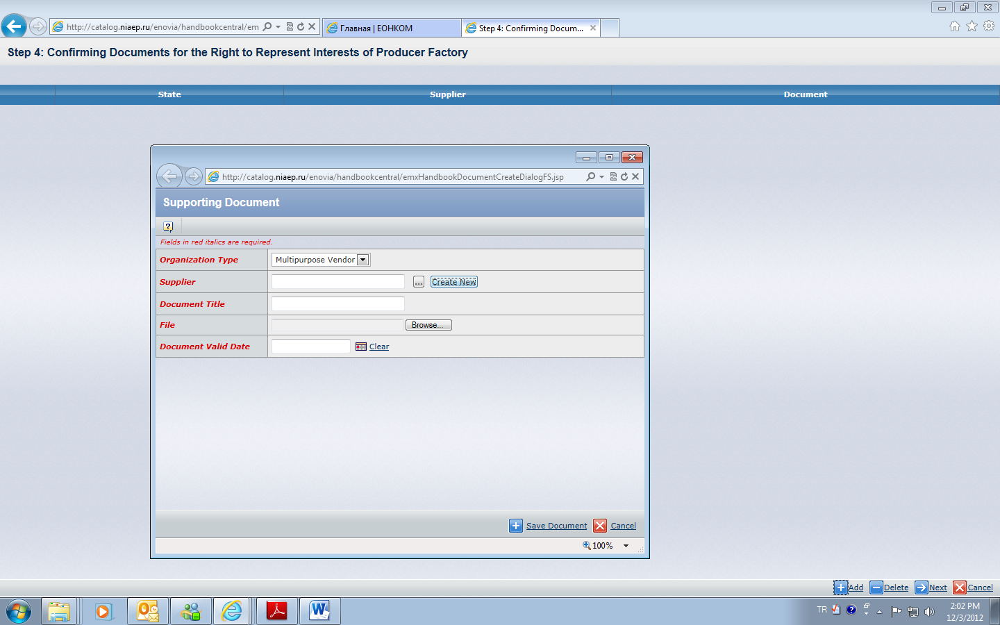 http://catalog.niaep.ru/enovia/handbookcentral/em
Главная | ЕОНКОМ
Step 4: Confirming Docum...
Step 4: Confirming Documents for the Right to Represent Interests of Producer Factory
State Supplier Document
http://catalog.niaep.ru/enovia/handbookcentral/emxHandbookDocumentCreateDialogFS.jsp
Supporting Document
Fields in red italics are required.
Organization Type Multipurpose Vendor
Supplier ... Create New
Document Title
File Browse...
Document Valid Date Clear
Save Document Cancel
100%
Add Delete Next Cancel
TR 2:02 PM
12/3/2012